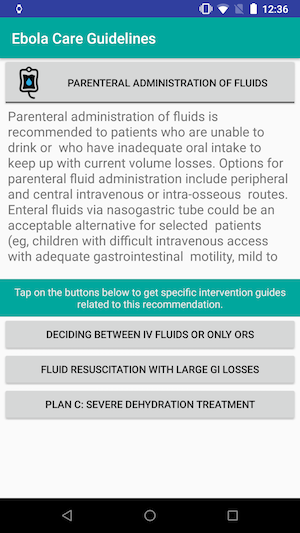 12:36
Ebola Care Guidelines
PARENTERAL ADMINISTRATION OF FLUIDS
Parenteral administration of fluids is
recommended to patients who are unable to
drink or who have inadequate oral intake to
keep up with current volume losses. Options for
parenteral fluid administration include peripheral
and central intravenous or intra-osseous routes.
Enteral fluids via nasogastric tube could be an
acceptable alternative for selected patients
(eg, children with difficult intravenous access
with adequate gastrointestinal motility, mild to
Tap on the buttons below to get specific intervention guides
related to this recommendation.
DECIDING BETWEEN IV FLUIDS OR ONLY ORS
FLUID RESUSCITATION WITH LARGE GI LOSSES
PLAN C: SEVERE DEHYDRATION TREATMENT